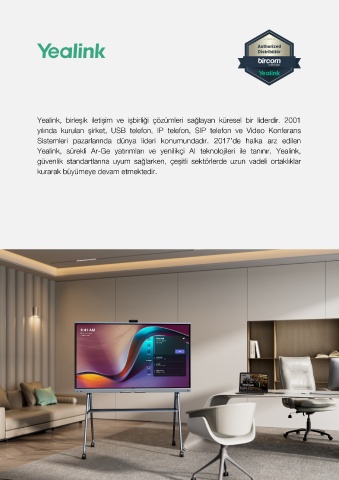 Yealink
Authorized
Distribütör
bircom
Yealink
Yealink, birleşik iletişim ve işbirliği çözümleri sağlayan küresel bir liderdir. 2001
yılında kurulan şirket, USB telefon, IP telefon, SIP telefon ve Video Konferans
Sistemleri pazarlarında dünya lideri konumundadır. 2017'de halka arz edilen
Yealink, sürekli Ar-Ge yatırımları ve yenilikçi AI teknolojileri ile tanınır. Yealink,
güvenlik standartlarına uyum sağlarken, çeşitli sektörlerde uzun vadeli ortaklıklar
kurarak büyümeye devam etmektedir.
9:41 AM